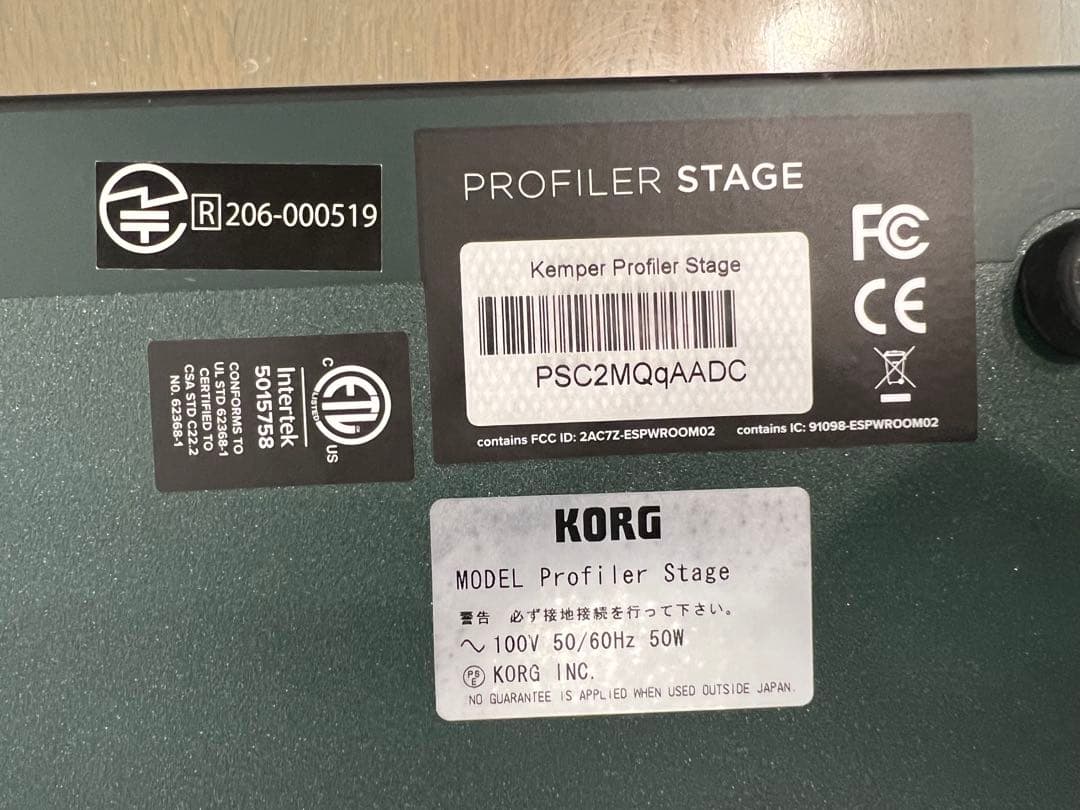 R 206-000519
PROFILER STAGE
Kemper Profiler Stage
PSC2MQqAADC
FC
CE
contains FCC ID: 2AC7Z-ESPWROOM02
contains IC: 91098-ESPWROOM02
C
ETL
LISTED
US
Intertek
5015758
CONFORMS TO
UL STD 62368-1
CERTIFIED TO
CSA STD C22.2
NO. 62368-1
KORG
MODEL Profiler Stage
警告 必ず接地接続を行って下さい。
～ 100V 50/60Hz 50W
PSE KORG INC.
NO GUARANTEE IS APPLIED WHEN USED OUTSIDE JAPAN.